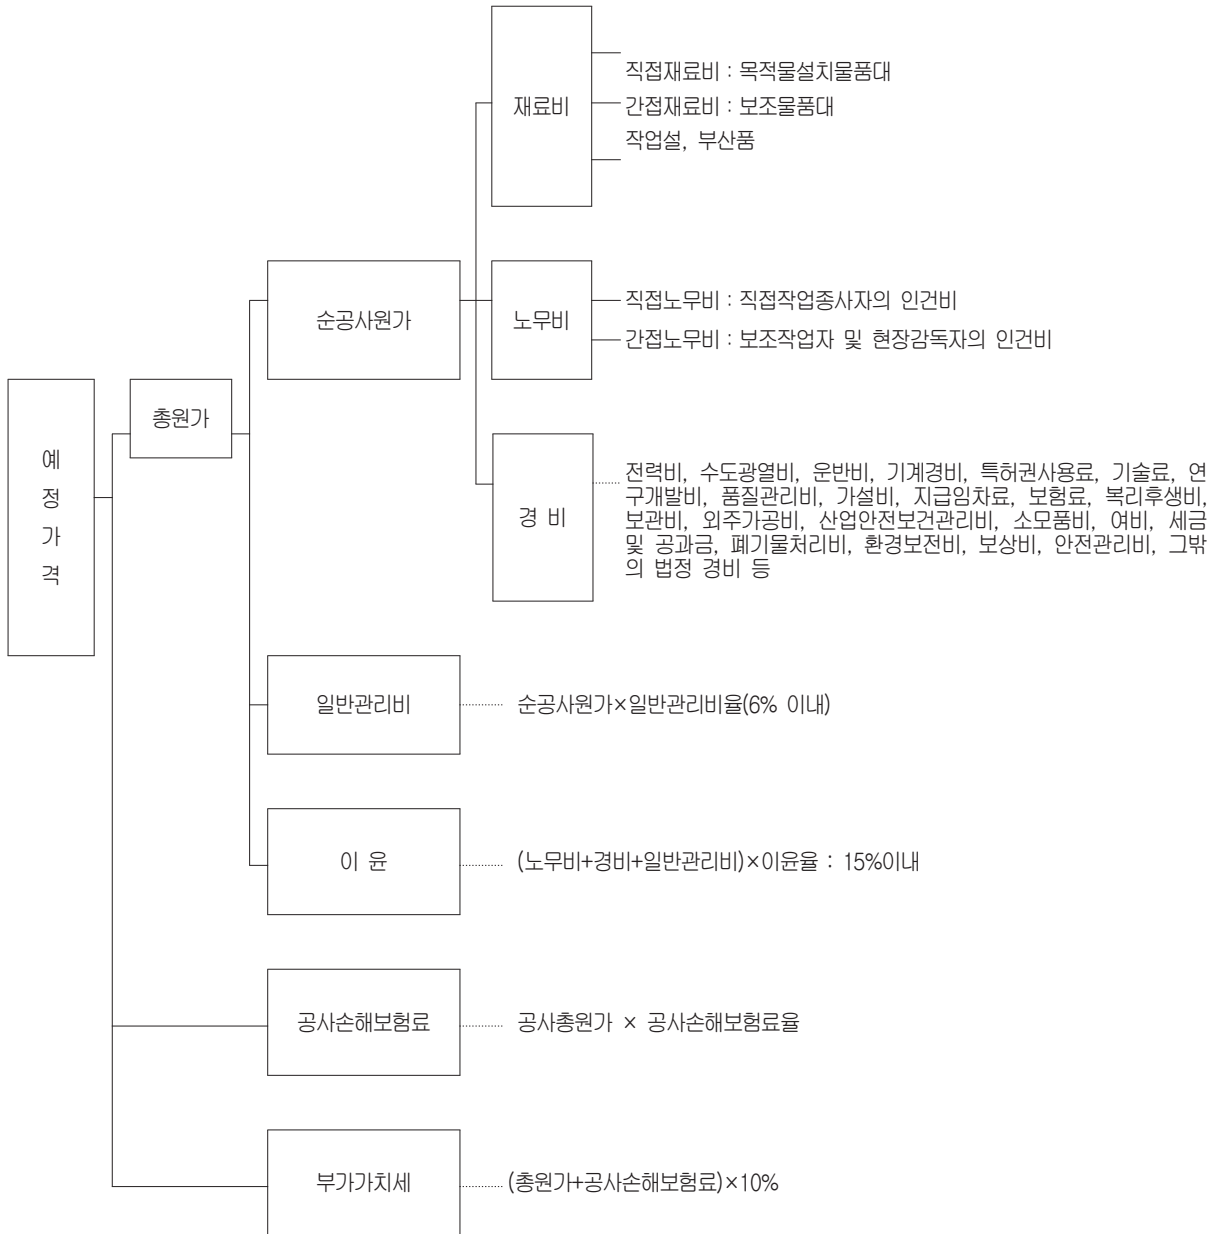 재료비
직접재료비 : 목적물설치물품대
간접재료비 : 보조물품대
작업설, 부산품
순공사원가
노무비
직접노무비 : 직접작업종사자의 인건비
간접노무비 : 보조작업자 및 현장감독자의 인건비
예
정
가
격
총원가
경 비
전력비, 수도광열비, 운반비, 기계경비, 특허권사용료, 기술료, 연
구개발비, 품질관리비, 가설비, 지급임차료, 보험료, 복리후생비,
보관비, 외주가공비, 산업안전보건관리비, 소모품비, 여비, 세금
및 공과금, 폐기물처리비, 환경보전비, 보상비, 안전관리비, 그밖
의 법정 경비 등
일반관리비
순공사원가×일반관리비율(6% 이내)
이 윤
(노무비+경비+일반관리비)×이윤율 : 15%이내
공사손해보험료
공사총원가 × 공사손해보험료율
부가가치세
(총원가+공사손해보험료)×10%